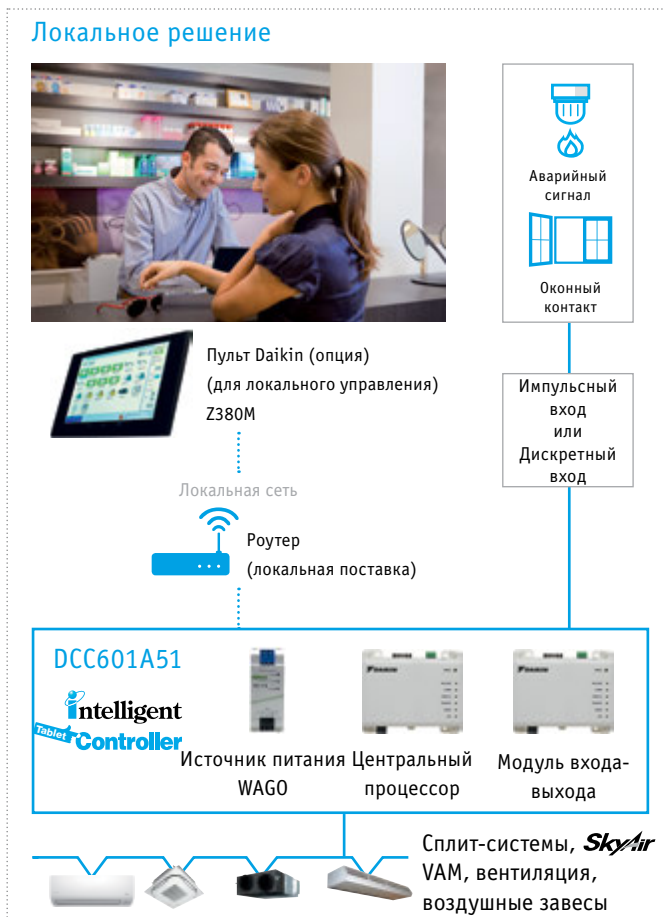 Локальное решение
Аварийный
сигнал
Оконный
контакт
Пульт Daikin (опция)
(для локального управления)
Z380M
Импульсный
вход
или
Дискретный
вход
Локальная сеть
Роутер
(локальная поставка)
DCC601A51
intelligent
Tablet Controller
DAIKIN
DAIKIN
Источник питания
WAGO
Центральный
процессор
Модуль входа-
выхода
Сплит-системы, SkyAir
VAM, вентиляция,
воздушные завесы